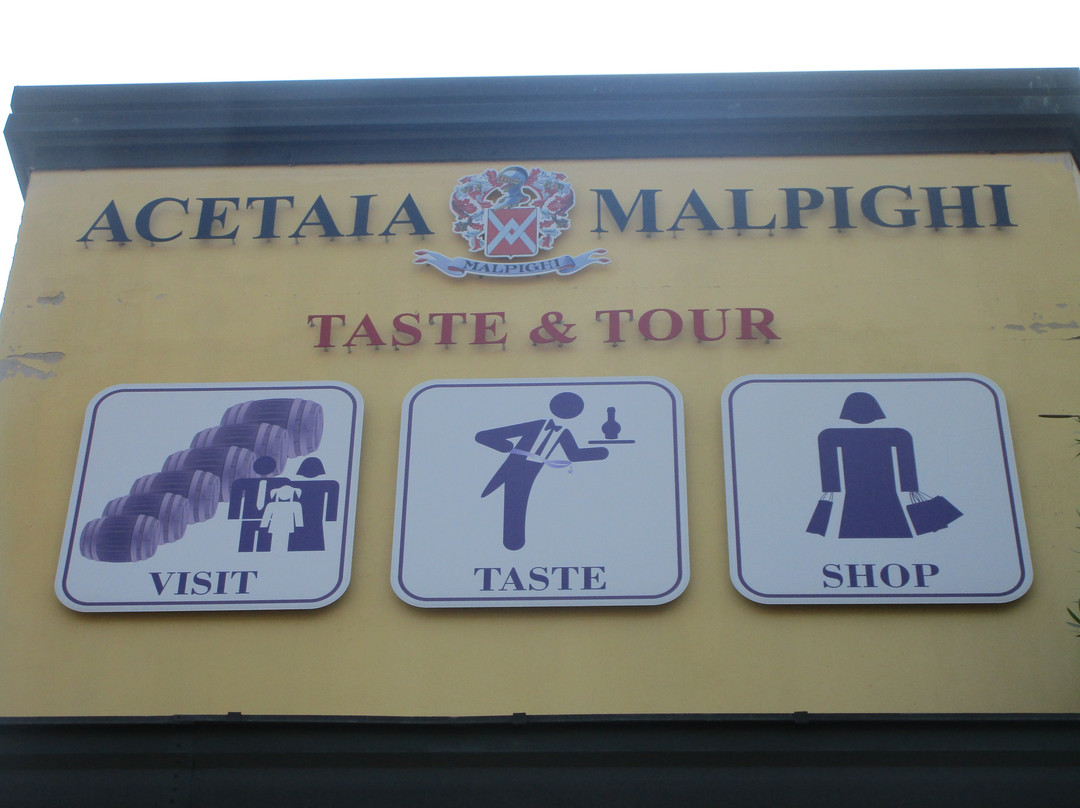 ACETAIA MALPIGHI
MALPIGHI
TASTE & TOUR
VISIT
TASTE
SHOP